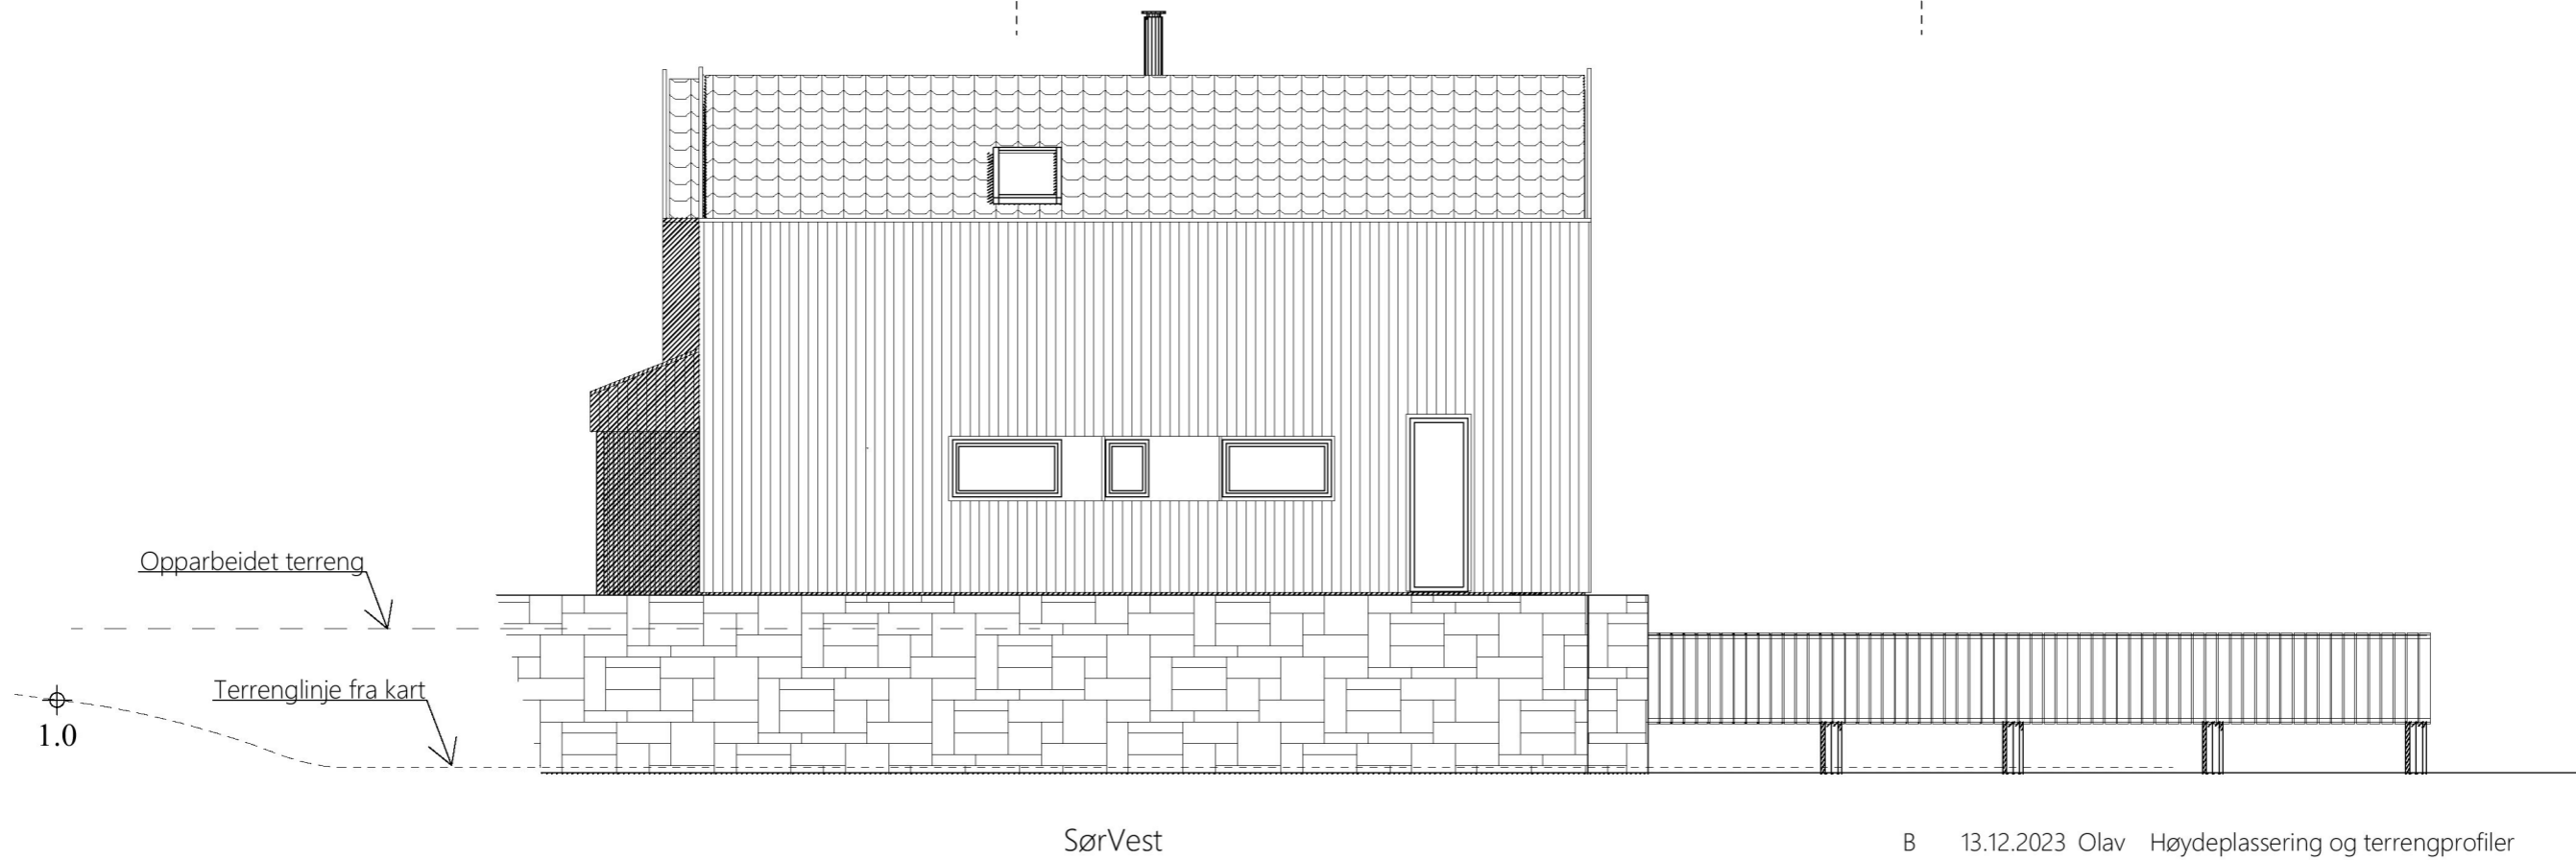 Opparbeidet terreng
Terrenglinje fra kart
1.0
SørVest
B 13.12.2023 Olav Høydeplassering og terrengprofiler